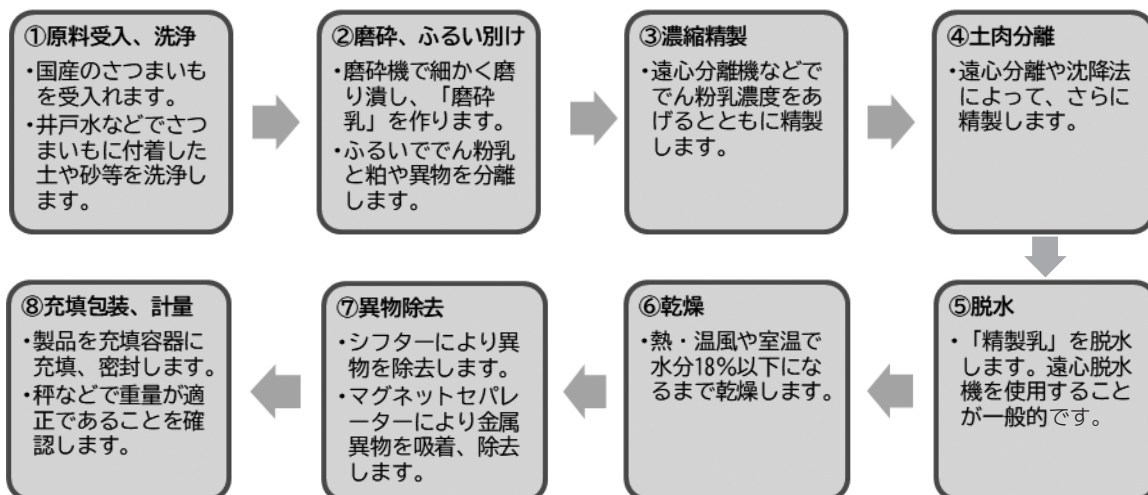 ①原料受入、洗浄
・国産のさつまいも
を受入れます。
・井戸水などでさつ
まいもに付着した
土や砂等を洗浄し
ます。
②磨砕、ふるい別け
・磨砕機で細かく磨
り潰し、「磨砕
乳」を作ります。
・ふるいででん粉乳
と粕や異物を分離
します。
③濃縮精製
・遠心分離機などで
でん粉乳濃度をあ
げるとともに精製
します。
④土肉分離
・遠心分離や沈降法
によって、さらに
精製します。
⑤脱水
・「精製乳」を脱水
します。遠心脱水
機を使用すること
が一般的です。
⑥乾燥
・熱・温風や室温で
水分18%以下にな
るまで乾燥します。
⑦異物除去
・シフターにより異
物を除去します。
・マグネットセパレ
ーターにより金属
異物を吸着、除去
します。
⑧充填包装、計量
・製品を充填容器に
充填、密封します。
・秤などで重量が適
正であることを確
認します。